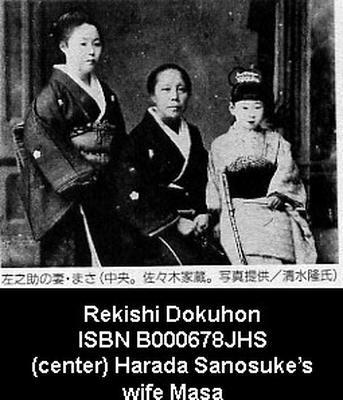 左之助の妻・まさ(中央。佐々木家蔵。写真提供/清水隆氏)
Rekishi Dokuhon
ISBN B000678JHS
(center) Harada Sanosuke’s
wife Masa